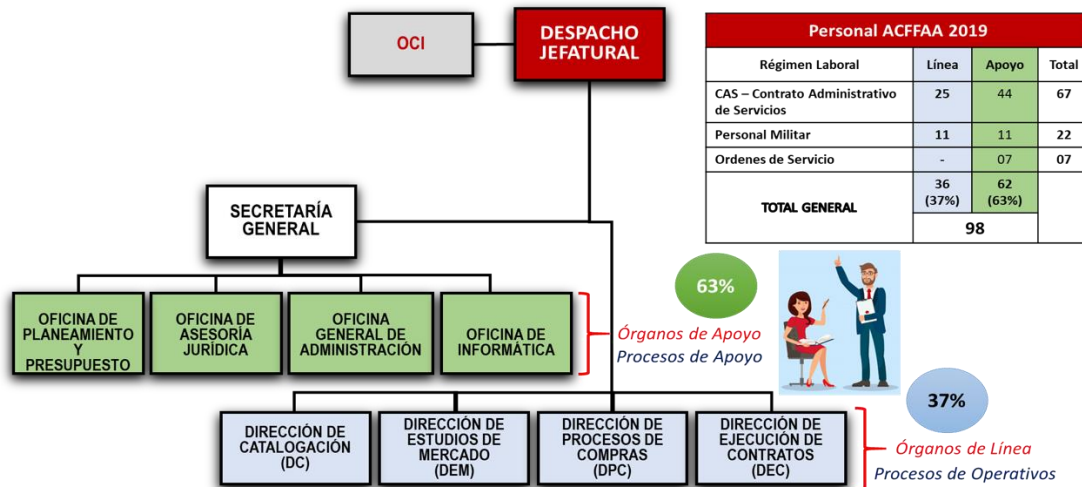 OCI
DESPACHO
JEFATURAL
Personal ACFFAA 2019
Régimen Laboral Línea Apoyo Total
CAS – Contrato Administrativo 25 44 67
de Servicios
Personal Militar 11 11 22
Ordenes de Servicio - 07 07
36 62
TOTAL GENERAL (37%) (63%)
98
SECRETARÍA
GENERAL
OFICINA DE
PLANEAMIENTO
Y
PRESUPUESTO
OFICINA DE
ASESORÍA
JURÍDICA
OFICINA
GENERAL DE
ADMINISTRACIÓN
OFICINA DE
INFORMÁTICA
63%
Órganos de Apoyo
Procesos de Apoyo
DIRECCIÓN DE
CATALOGACIÓN
(DC)
DIRECCIÓN DE
ESTUDIOS DE
MERCADO
(DEM)
DIRECCIÓN DE
PROCESOS DE
COMPRAS
(DPC)
DIRECCIÓN DE
EJECUCIÓN DE
CONTRATOS
(DEC)
37%
Órganos de Línea
Procesos de Operativos